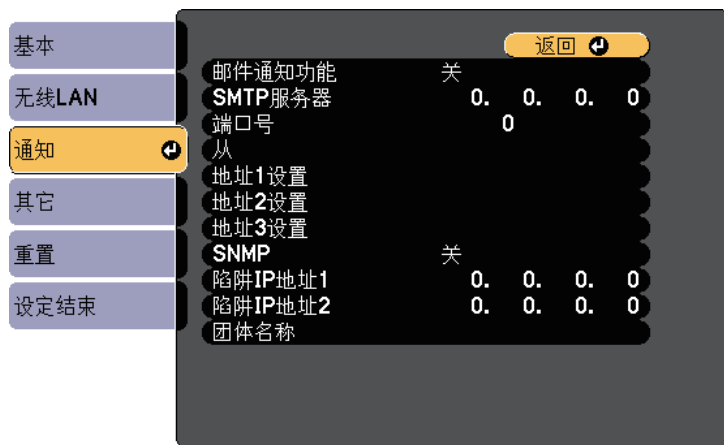 基本
无线LAN
通知
其它
重置
设定结束
返回
邮件通知功能 关
SMTP服务器 0. 0. 0. 0
端口号 0
从
地址1设置
地址2设置
地址3设置
SNMP 关
陷阱IP地址1 0. 0. 0. 0
陷阱IP地址2 0. 0. 0. 0
团体名称